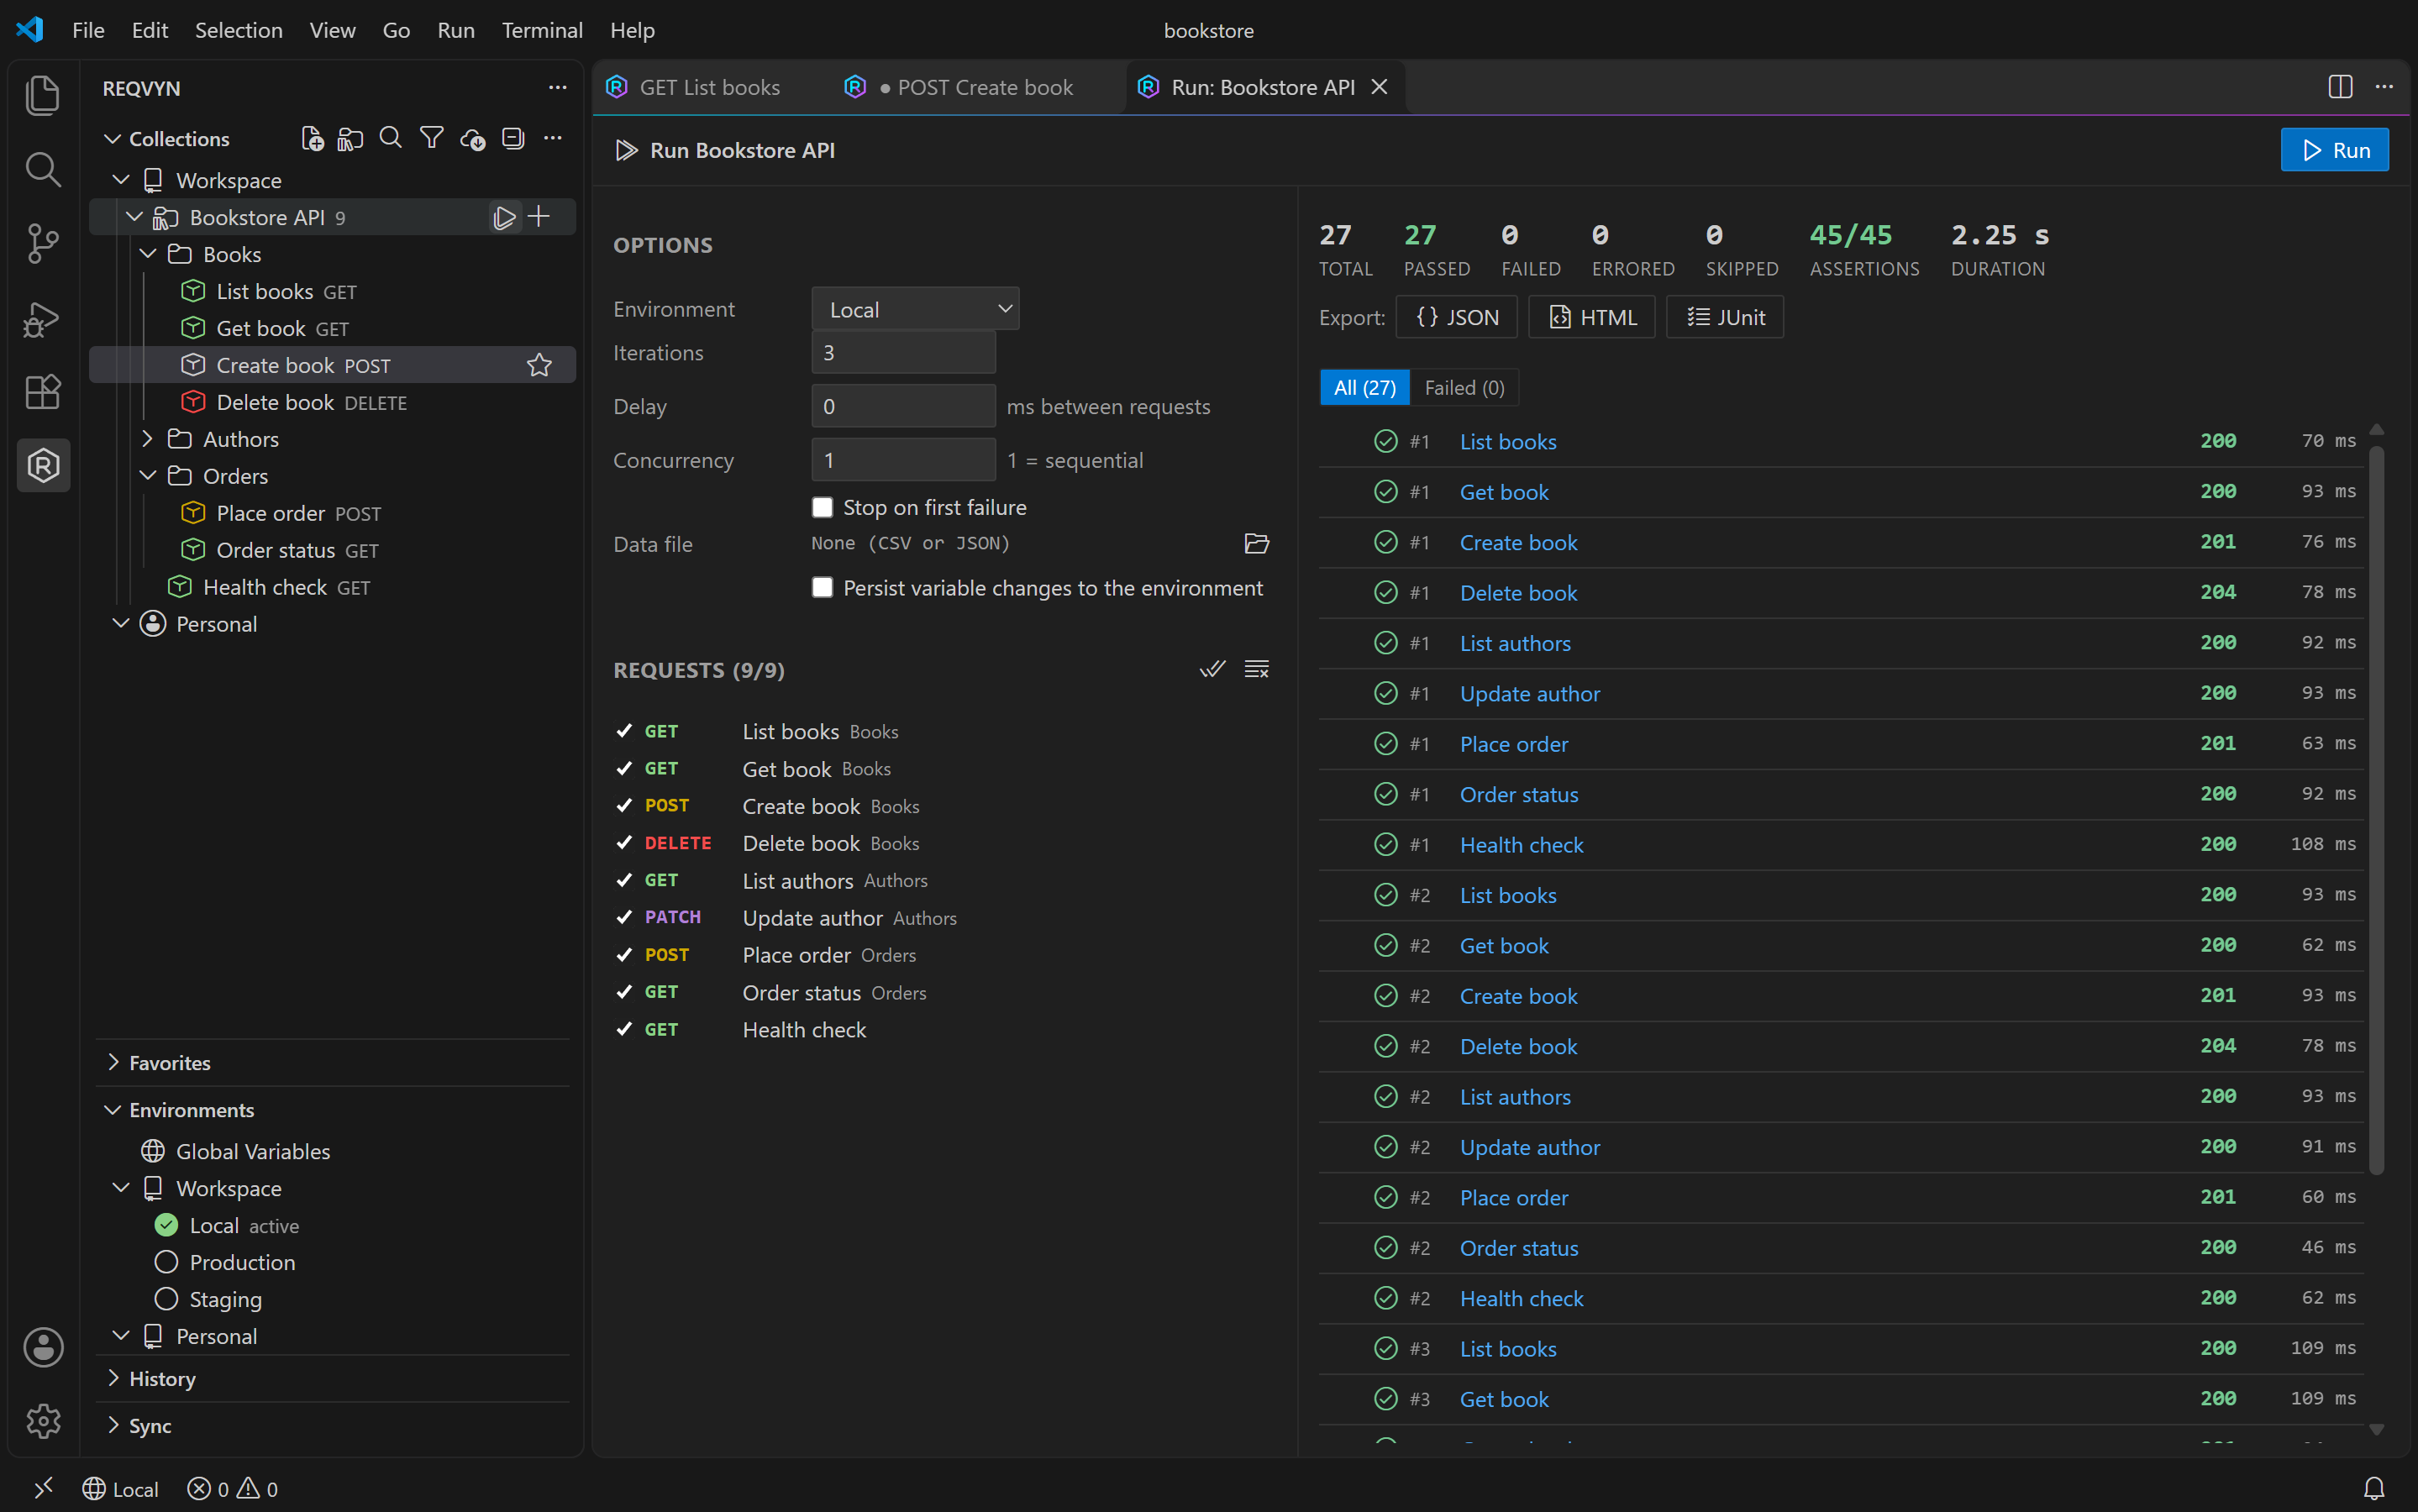 File Edit Selection View Go Run Terminal Help
bookstore
REQVYN
Collections
Workspace
Bookstore API 9
Books
List books GET
Get book GET
Create book POST
Delete book DELETE
Authors
Orders
Place order POST
Order status GET
Health check GET
Personal
Favorites
Environments
Global Variables
Workspace
Local active
Production
Staging
Personal
History
Sync
GET List books
● POST Create book
Run: Bookstore API
Run Bookstore API
Run
OPTIONS
Environment Local
Iterations 3
Delay 0 ms between requests
Concurrency 1 1 = sequential
Stop on first failure
Data file None (CSV or JSON)
Persist variable changes to the environment
REQUESTS (9/9)
GET List books Books
GET Get book Books
POST Create book Books
DELETE Delete book Books
GET List authors Authors
PATCH Update author Authors
POST Place order Orders
GET Order status Orders
GET Health check
27 27 0 0 0 45/45 2.25 s
TOTAL PASSED FAILED ERRORED SKIPPED ASSERTIONS DURATION
Export: {} JSON HTML JUnit
All (27) Failed (0)
#1 List books 200 70 ms
#1 Get book 200 93 ms
#1 Create book 201 76 ms
#1 Delete book 204 78 ms
#1 List authors 200 92 ms
#1 Update author 200 93 ms
#1 Place order 201 63 ms
#1 Order status 200 92 ms
#1 Health check 200 108 ms
#2 List books 200 93 ms
#2 Get book 200 62 ms
#2 Create book 201 93 ms
#2 Delete book 204 78 ms
#2 List authors 200 93 ms
#2 Update author 200 91 ms
#2 Place order 201 60 ms
#2 Order status 200 46 ms
#2 Health check 200 62 ms
#3 List books 200 109 ms
#3 Get book 200 109 ms
Local 0 0